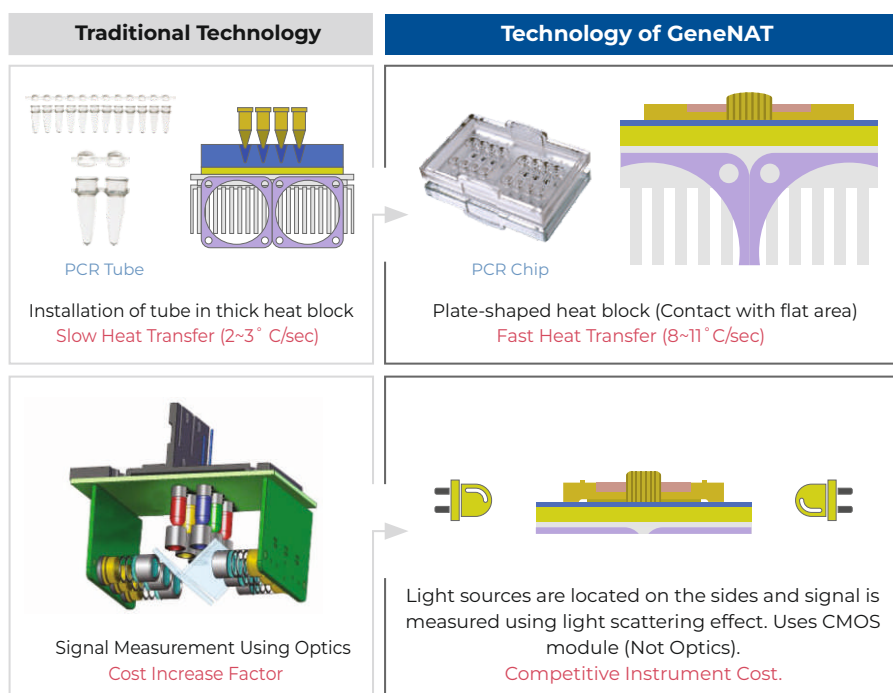 Traditional Technology
Technology of GeneNAT
PCR Tube
Installation of tube in thick heat block
Slow Heat Transfer (2~3˚ C/sec)
PCR Chip
Plate-shaped heat block (Contact with flat area)
Fast Heat Transfer (8~11˚C/sec)
Signal Measurement Using Optics
Cost Increase Factor
Light sources are located on the sides and signal is
measured using light scattering effect. Uses CMOS
module (Not Optics).
Competitive Instrument Cost.